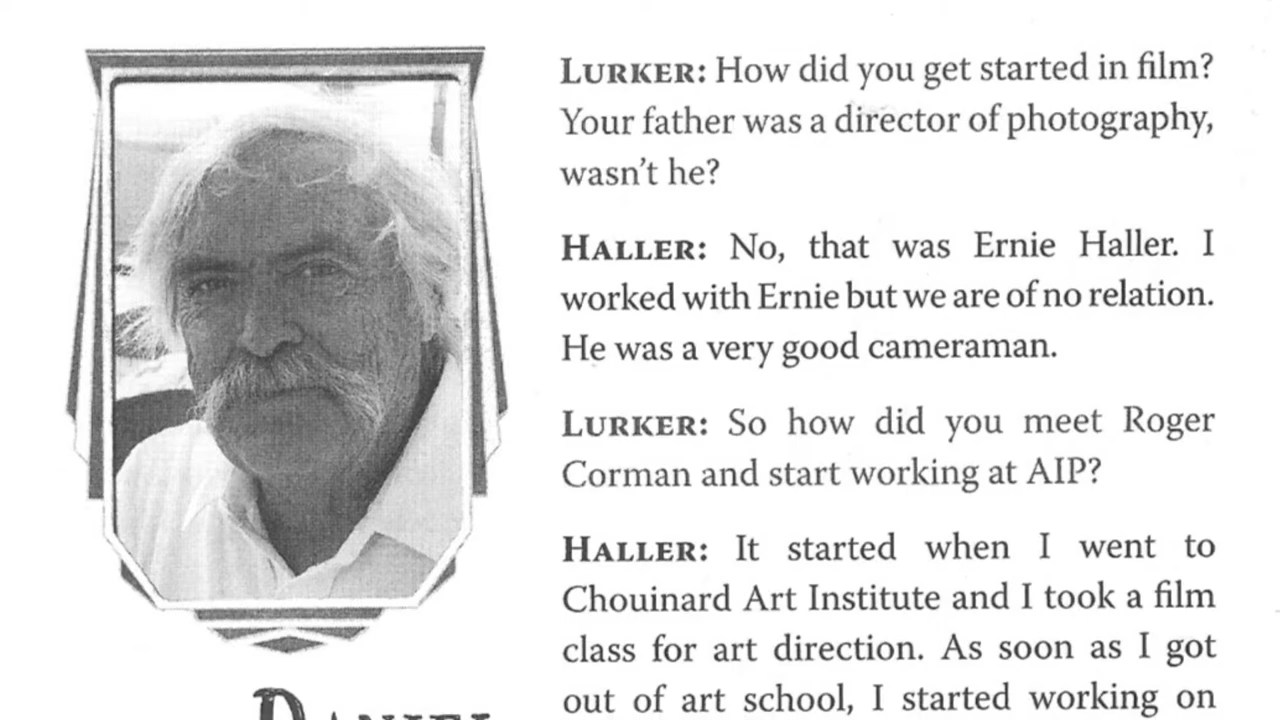 LURKER: How did you get started in film?
Your father was a director of photography,
wasn't he?
HALLER: No, that was Ernie Haller. I
worked with Ernie but we are of no relation.
He was a very good cameraman.
LURKER: So how did you meet Roger
Corman and start working at AIP?
HALLER: It started when I went to
Chouinard Art Institute and I took a film
class for art direction. As soon as I got
out of art school, I started working on
DANIEL